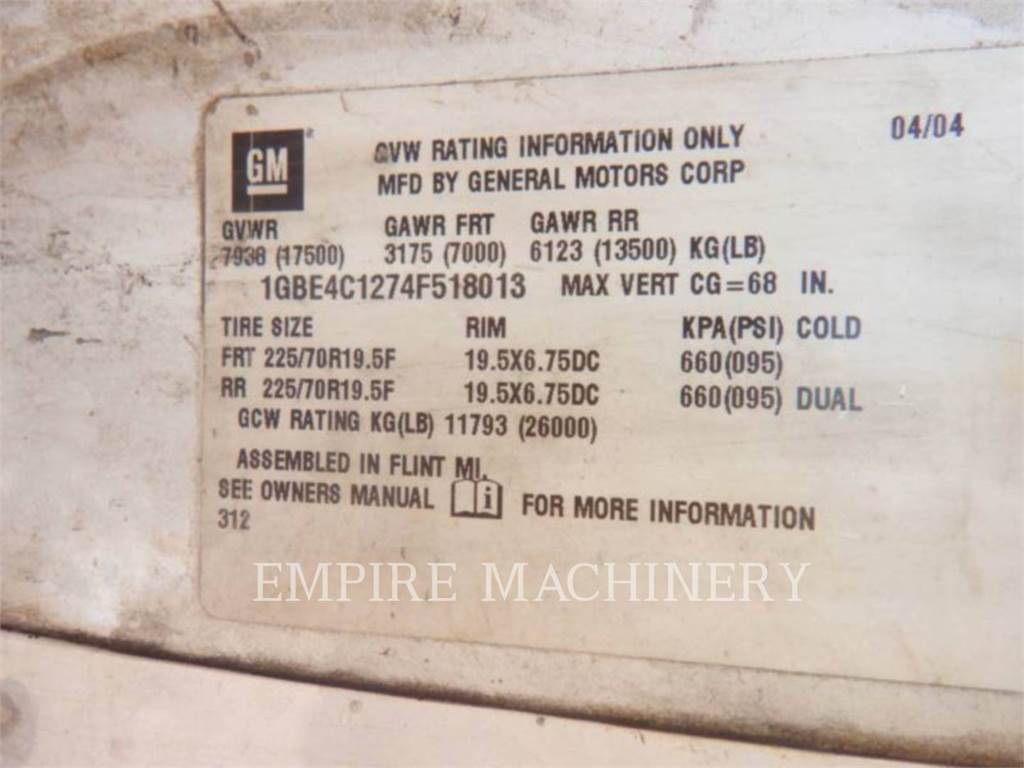 04/04
GM
GVW RATING INFORMATION ONLY
MFD BY GENERAL MOTORS CORP
GVWR GAWR FRT GAWR RR
7938 (17500) 3175 (7000) 6123 (13500) KG(LB)
1GBE4C1274F518013 MAX VERT CG=68 IN.
TIRE SIZE RIM KPA(PSI) COLD
FRT 225/70R19.5F 19.5X6.75DC 660(095)
RR 225/70R19.5F 19.5X6.75DC 660(095) DUAL
GCW RATING KG(LB) 11793 (26000)
ASSEMBLED IN FLINT MI.
SEE OWNERS MANUAL i FOR MORE INFORMATION
312
EMPIRE MACHINERY